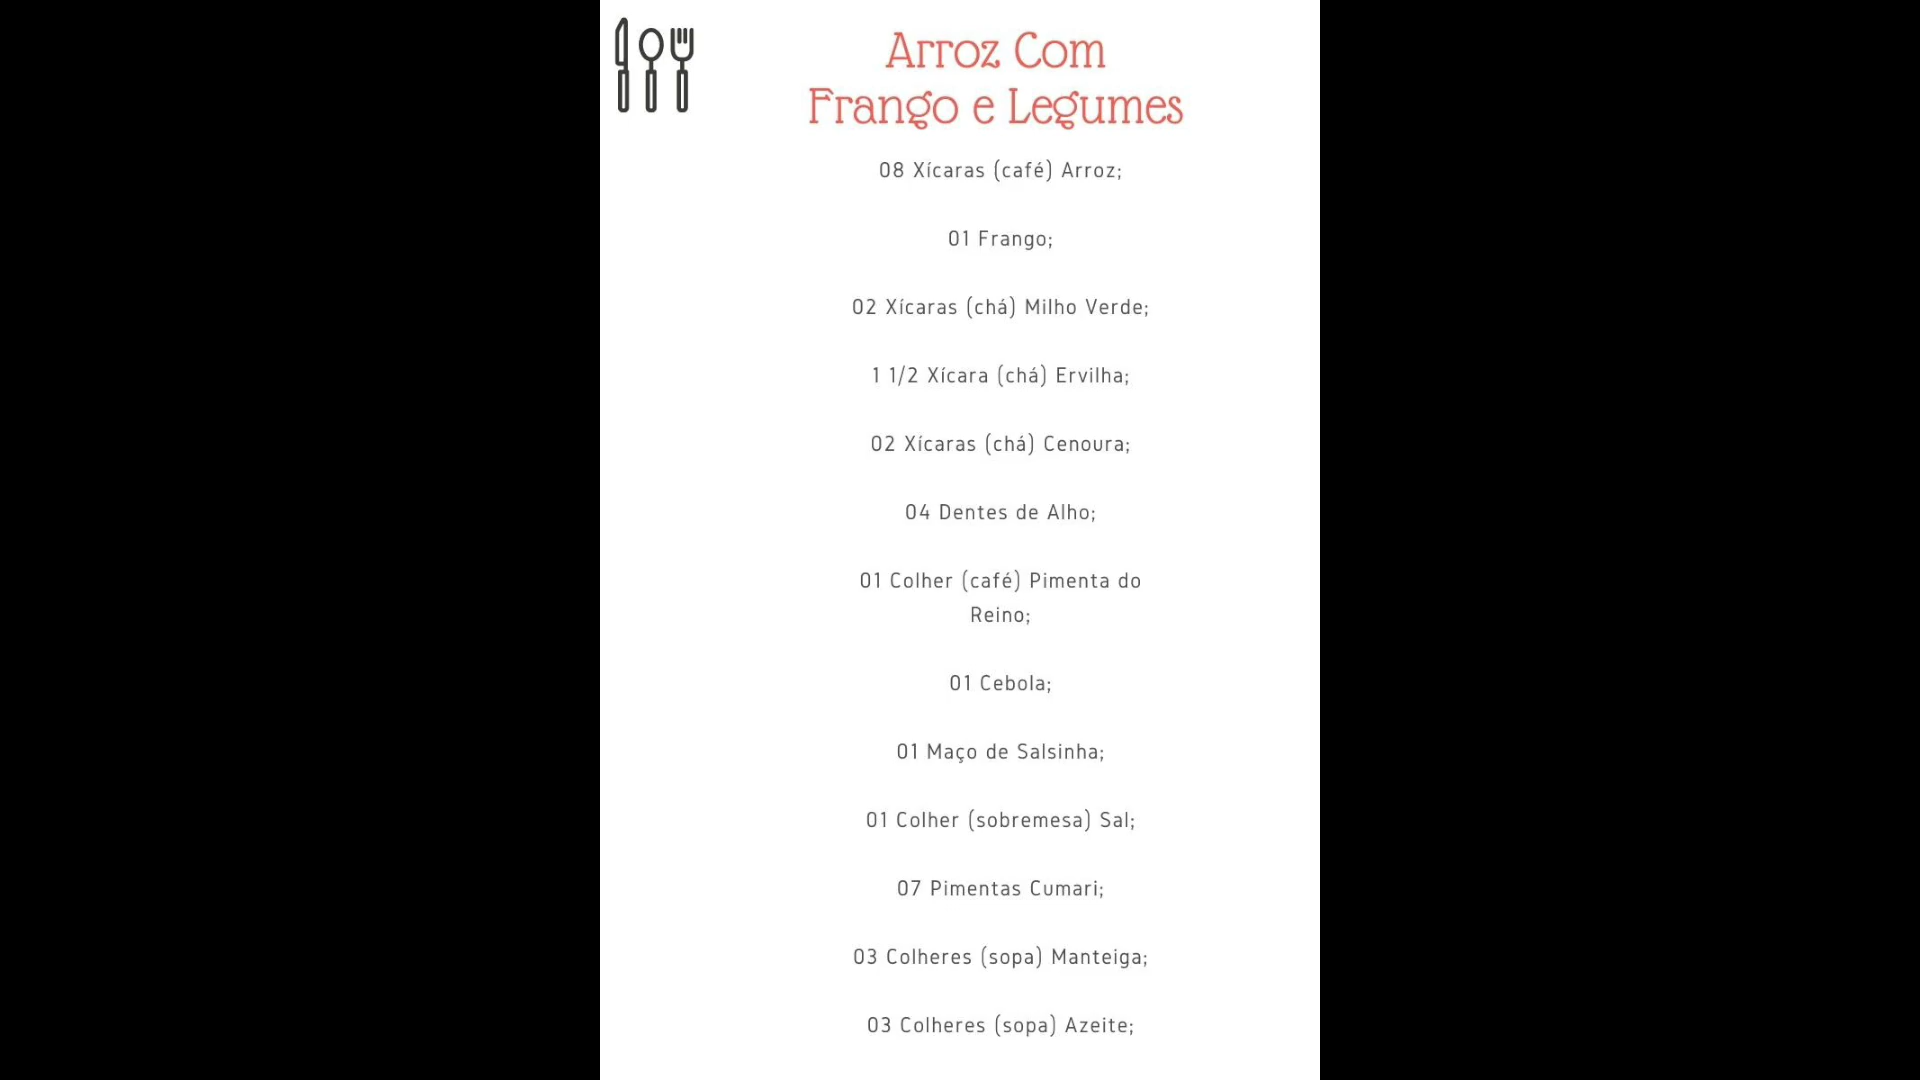 Arroz Com
Frango e Legumes
08 Xícaras (café) Arroz;
01 Frango;
02 Xícaras (chá) Milho Verde;
1 1/2 Xícara (chá) Ervilha;
02 Xícaras (chá) Cenoura;
04 Dentes de Alho;
01 Colher (café) Pimenta do
Reino;
01 Cebola;
01 Maço de Salsinha;
01 Colher (sobremesa) Sal;
07 Pimentas Cumari;
03 Colheres (sopa) Manteiga;
03 Colheres (sopa) Azeite;